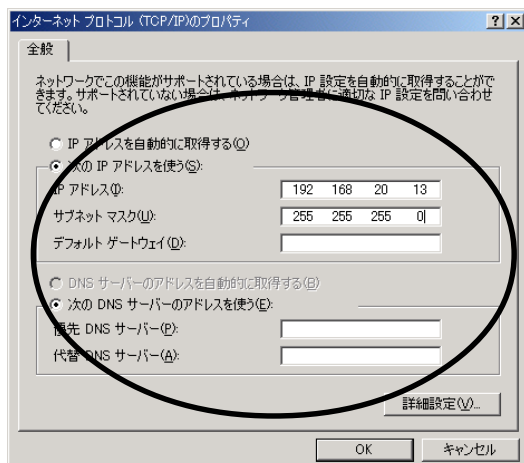 インターネット プロトコル (TCP/IP)のプロパティ
全般
ネットワークでこの機能がサポートされている場合は、IP 設定を自動的に取得することがで
きます。サポートされていない場合は、ネットワーク管理者に適切な IP 設定を問い合わせ
てください。
IP アドレスを自動的に取得する(O)
次の IP アドレスを使う(S):
IP アドレス(I): 192 168 20 13
サブネット マスク(U): 255 255 255 0
デフォルト ゲートウェイ(D):
DNS サーバーのアドレスを自動的に取得する(B)
次の DNS サーバーのアドレスを使う(E):
優先 DNS サーバー(P):
代替 DNS サーバー(A):
詳細設定(V)...
OK キャンセル